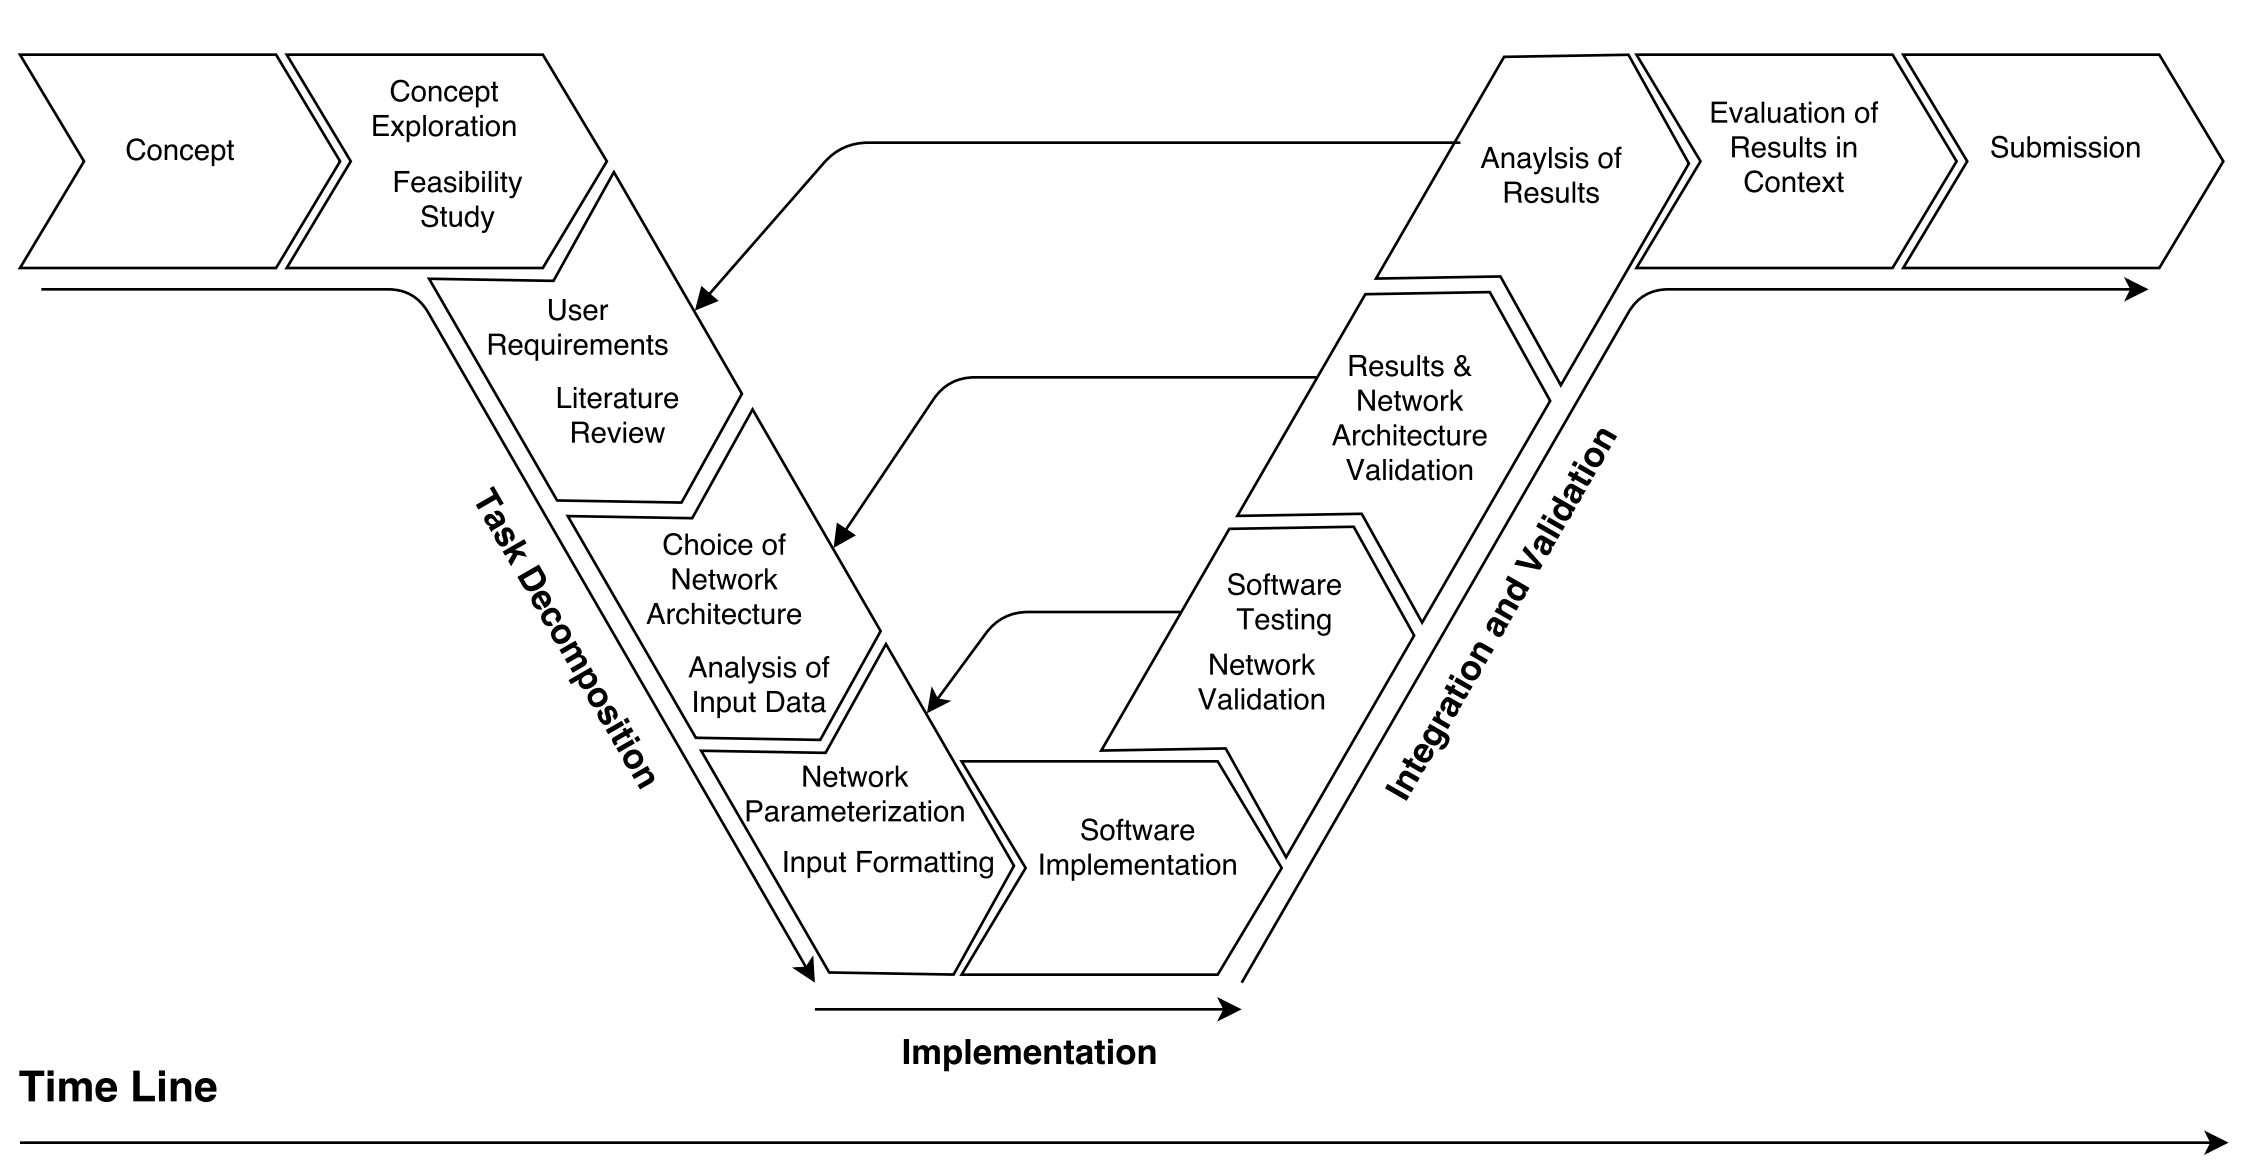 Concept
Concept
Exploration
Feasibility
Study
User
Requirements
Literature
Review
Choice of
Network
Architecture
Analysis of
Input Data
Network
Parameterization
Input Formatting
Software
Implementation
Software
Testing
Network
Validation
Results &
Network
Architecture
Validation
Anaylsis of
Results
Evaluation of
Results in
Context
Submission
Task Decomposition
Implementation
Integration and Validation
Time Line